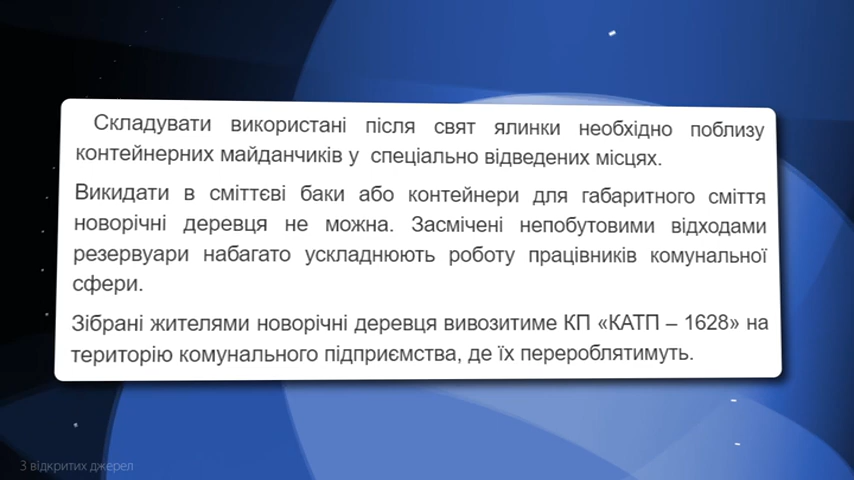 Складувати використані після свят ялинки необхідно поблизу
контейнерних майданчиків у спеціально відведених місцях.
Викидати в сміттєві баки або контейнери для габаритного сміття
новорічні деревця не можна. Засмічені непобутовими відходами
резервуари набагато ускладнюють роботу працівників комунальної
сфери.
Зібрані жителями новорічні деревця вивозитиме КП «КАТП – 1628» на
територію комунального підприємства, де їх перероблятимуть.
З відкритих джерел